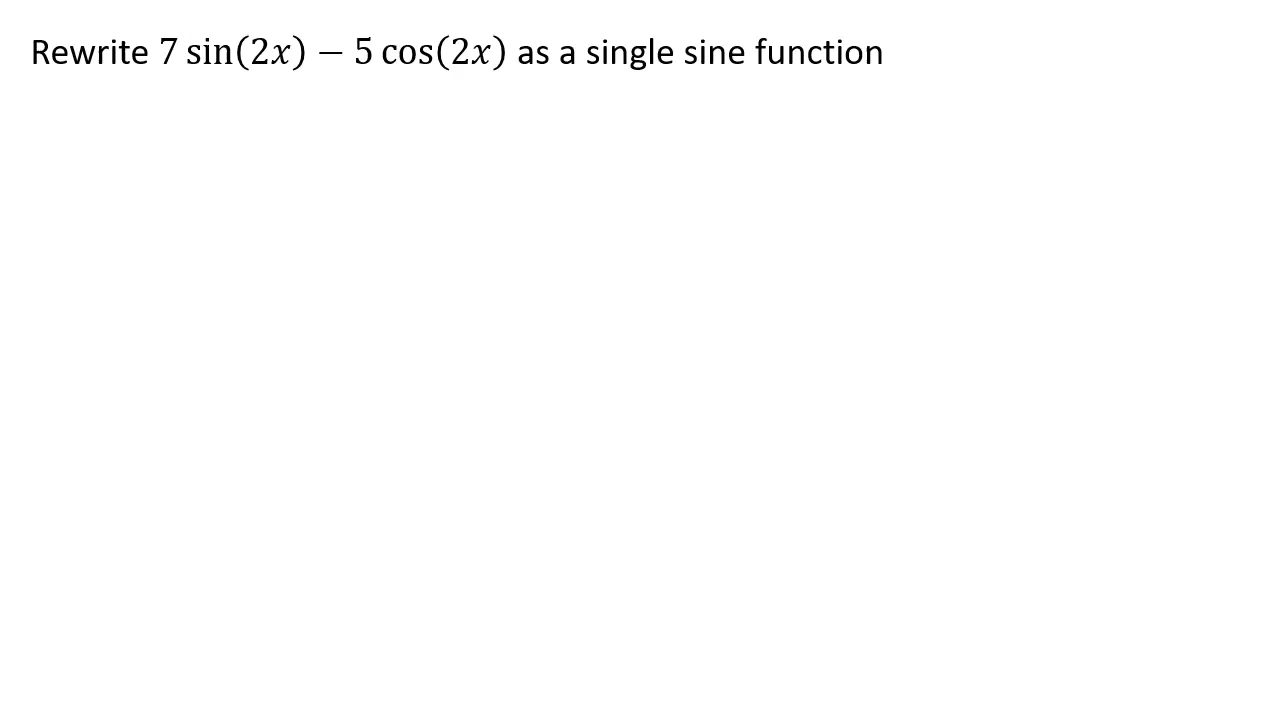 Rewrite 7 sin(2x) − 5 cos(2x) as a single sine function